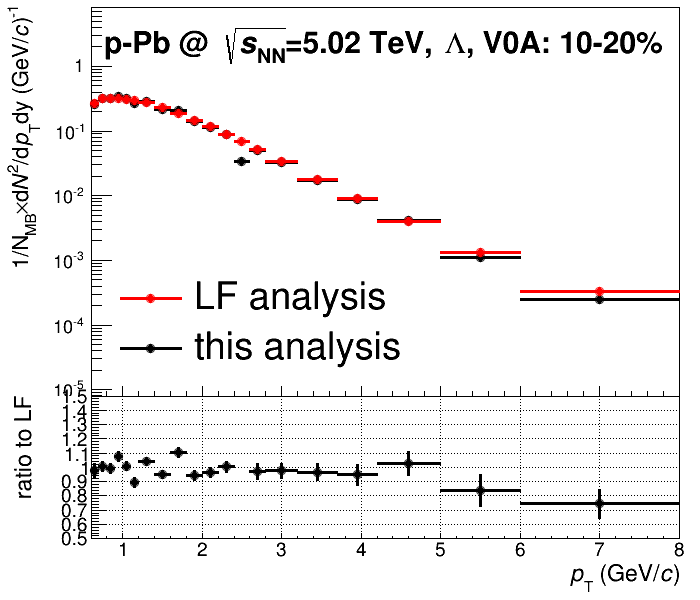 p-Pb @ √sNN=5.02 TeV, Λ, V0A: 10-20%
1/NMB×dN²/dpTdy (GeV/c)⁻¹
1
10⁻¹
10⁻²
10⁻³
10⁻⁴
10⁻⁵
LF analysis
this analysis
ratio to LF
1.5
1.4
1.3
1.2
1.1
1
0.9
0.8
0.7
0.6
0.5
1 2 3 4 5 6 7 8
pT (GeV/c)